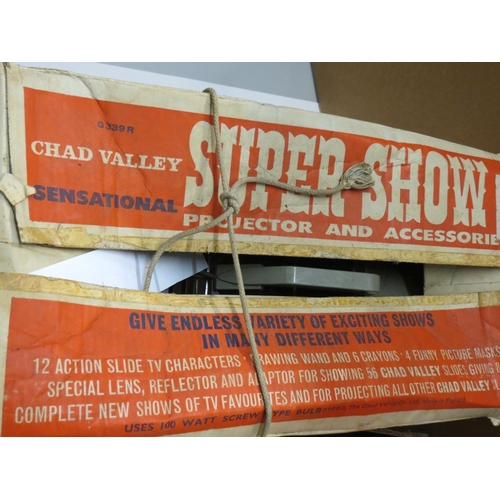 G339R
CHAD VALLEY
SENSATIONAL
SUPER SHOW
PROJECTOR AND ACCESSORIE
GIVE ENDLESS VARIETY OF EXCITING SHOWS
IN MANY DIFFERENT WAYS
12 ACTION SLIDE TV CHARACTERS · DRAWING WAND AND 6 CRAYONS · 4 FUNNY PICTURE MASKS
SPECIAL LENS, REFLECTOR AND ADAPTOR FOR SHOWING 56 CHAD VALLEY SLIDES, GIVING 8
COMPLETE NEW SHOWS OF TV FAVOURITES AND FOR PROJECTING ALL OTHER CHAD VALLEY
USES 100 WATT SCREW TYPE BULB